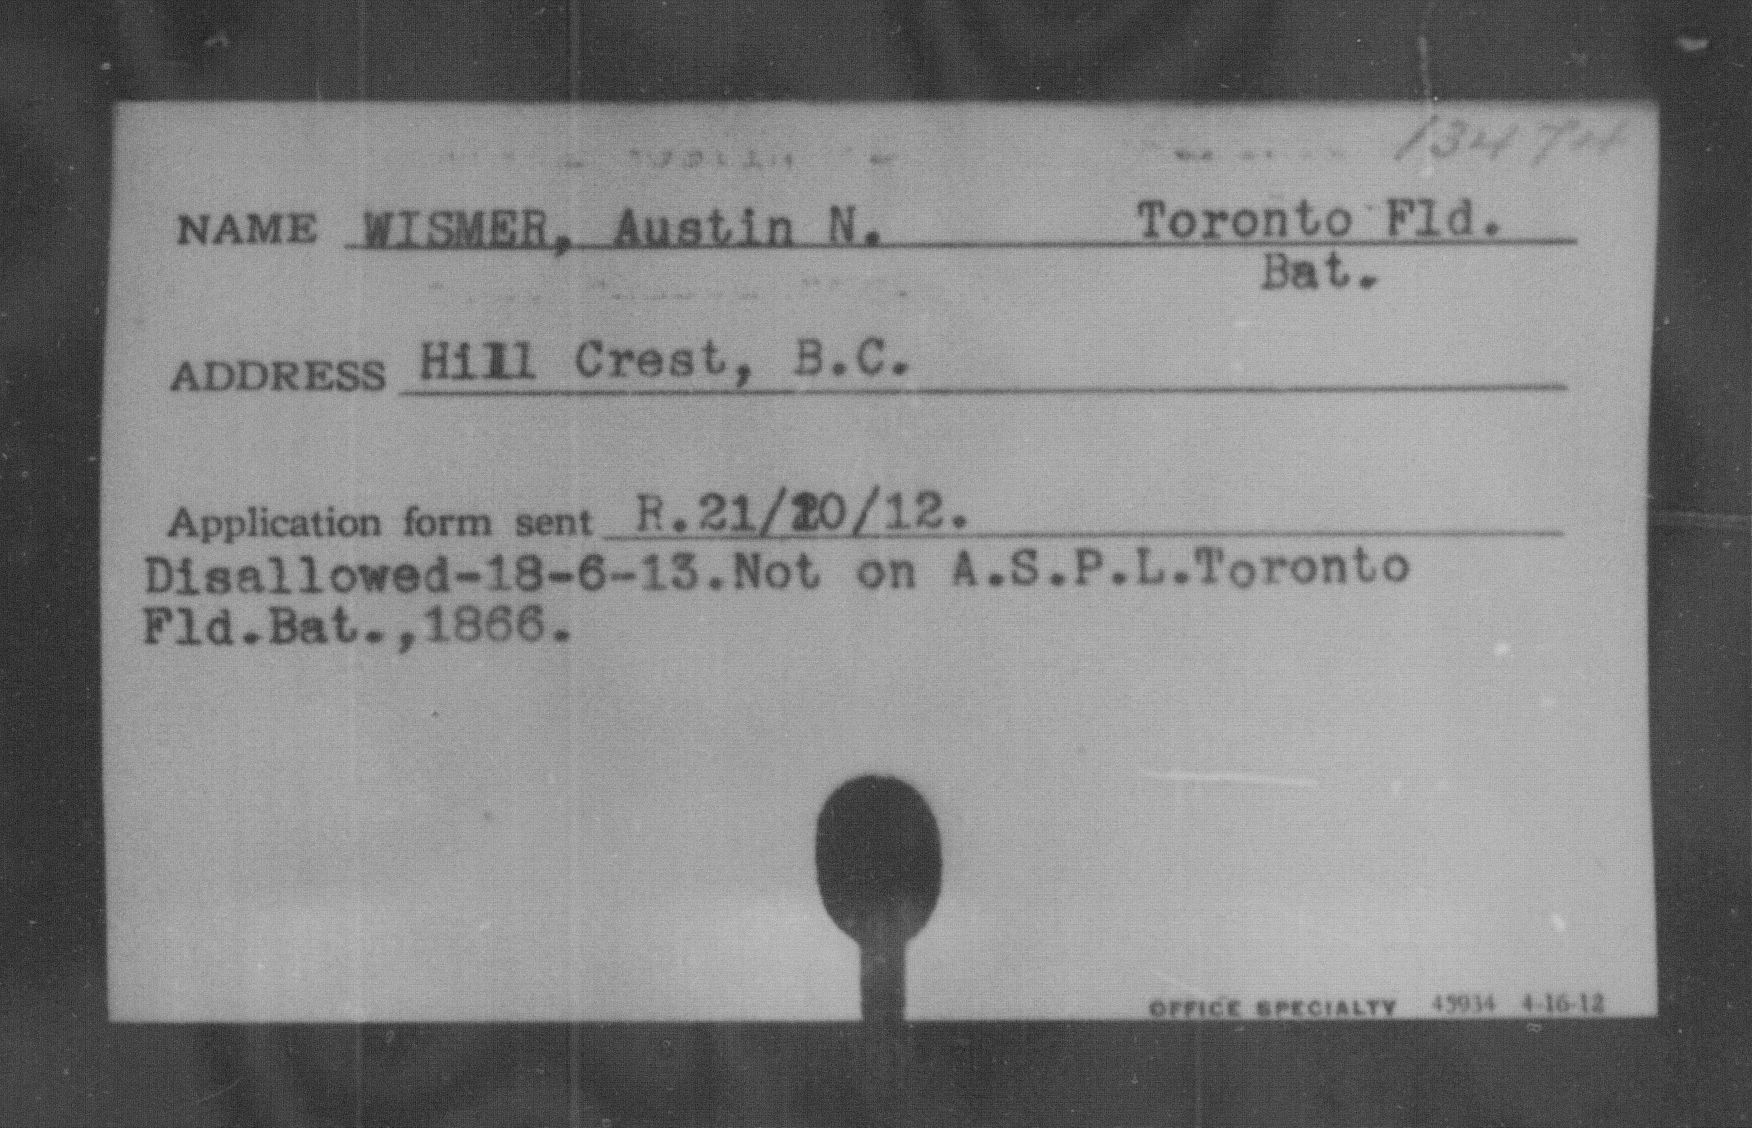 13474
NAME WISMER, Austin N. Toronto Fld.
Bat.
ADDRESS Hill Crest, B.C.
Application form sent R.21/10/12.
Disallowed-18-6-13.Not on A.S.P.L.Toronto
Fld.Bat.,1866.
OFFICE SPECIALTY 45934 4-16-12